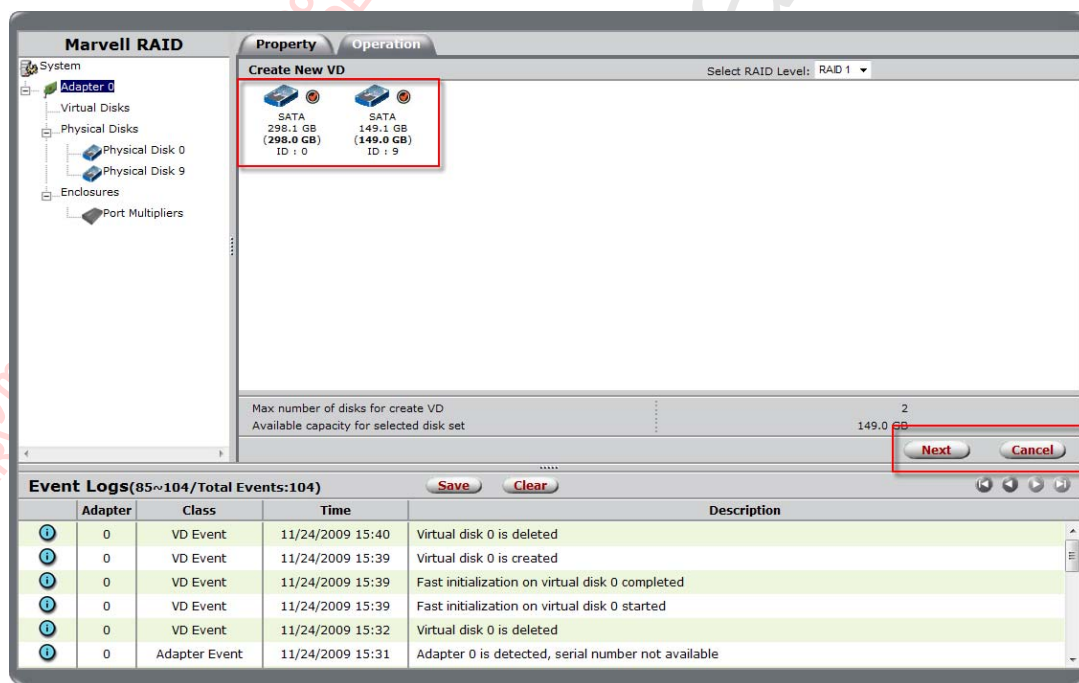 Marvell RAID
Property Operation
System
Adapter 0
Virtual Disks
Physical Disks
Physical Disk 0
Physical Disk 9
Enclosures
Port Multipliers
Create New VD Select RAID Level: RAID 1
SATA SATA
298.1 GB 149.1 GB
(298.0 GB) (149.0 GB)
ID : 0 ID : 9
Max number of disks for create VD 2
Available capacity for selected disk set 149.0 GB
Next Cancel
Event Logs(85~104/Total Events:104) Save Clear
Adapter Class Time Description
0 VD Event 11/24/2009 15:40 Virtual disk 0 is deleted
0 VD Event 11/24/2009 15:39 Virtual disk 0 is created
0 VD Event 11/24/2009 15:39 Fast initialization on virtual disk 0 completed
0 VD Event 11/24/2009 15:39 Fast initialization on virtual disk 0 started
0 VD Event 11/24/2009 15:32 Virtual disk 0 is deleted
0 Adapter Event 11/24/2009 15:31 Adapter 0 is detected, serial number not available